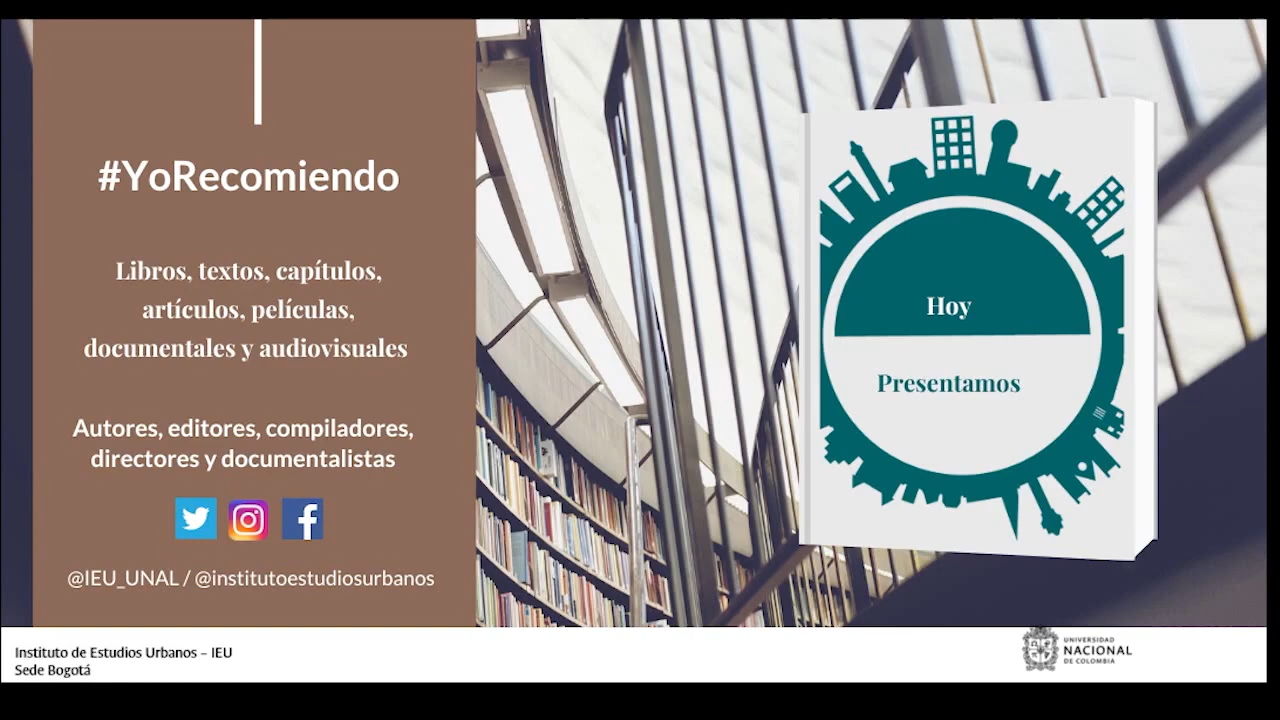 #YoRecomiendo
Libros, textos, capítulos,
artículos, películas,
documentales y audiovisuales
Autores, editores, compiladores,
directores y documentalistas
@IEU_UNAL / @institutoestudiosurbanos
Hoy
Presentamos
Instituto de Estudios Urbanos – IEU
Sede Bogotá
UNIVERSIDAD
NACIONAL
DE COLOMBIA